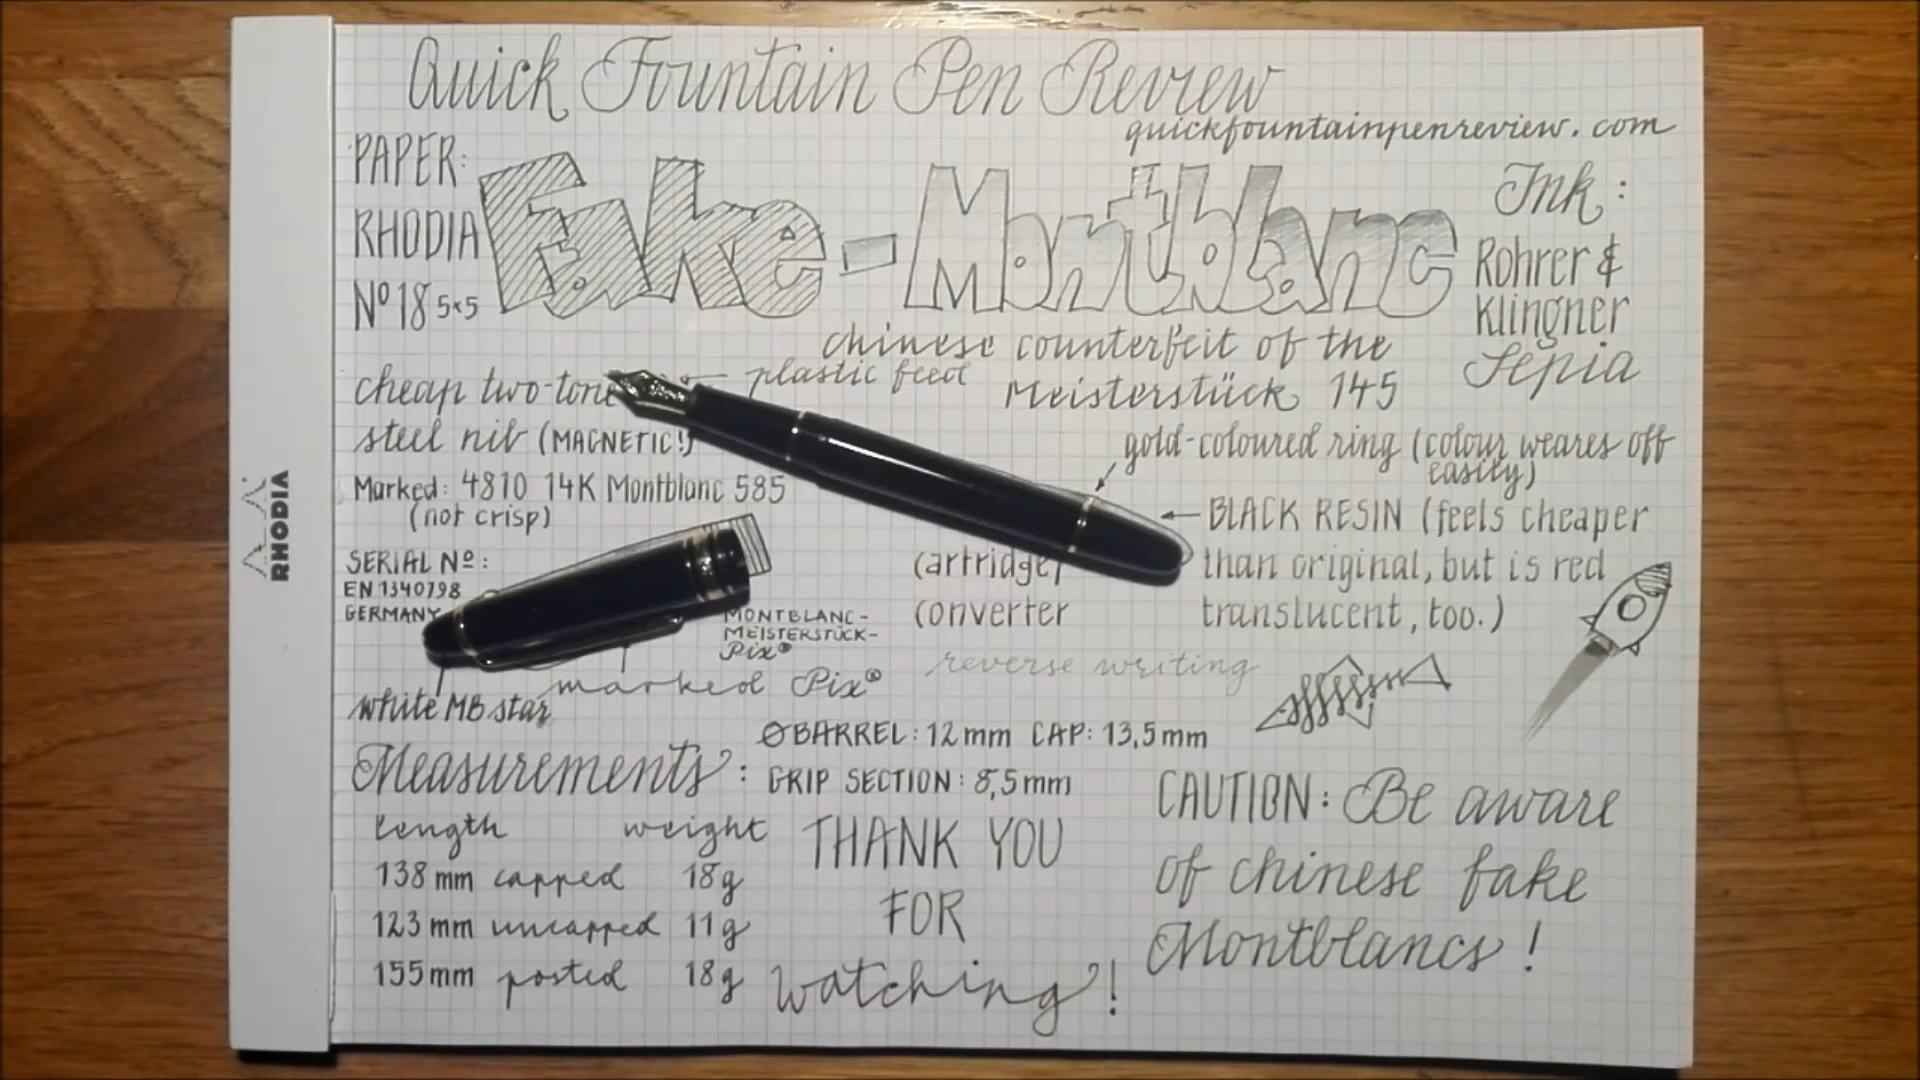 Quick Fountain Pen Review
quickfountainpenreview.com
PAPER:
RHODIA
Nº 18 5x5
Fake-Montblanc
Ink:
Rohrer &
Klingner
Sepia
chinese counterfeit of the
Meisterstück 145
cheap two-tone
steel nib (MAGNETIC!)
plastic feed
Marked: 4810 14K Montblanc 585
(not crisp)
gold-coloured ring (colour weares off
easily)
BLACK RESIN (feels cheaper
than original, but is red
translucent, too.)
RHODIA
SERIAL Nº:
EN1340798
GERMANY
MONTBLANC-
MEISTERSTÜCK-
Pix®
marked Pix®
white MB star
Cartridge/
Converter
reverse writing
Measurements:
ØBARREL: 12mm CAP: 13,5mm
GRIP SECTION: 8,5mm
length weight
138mm capped 18g
123mm uncapped 11g
155mm posted 18g
THANK YOU
FOR
watching!
CAUTION: Be aware
of chinese fake
Montblancs!